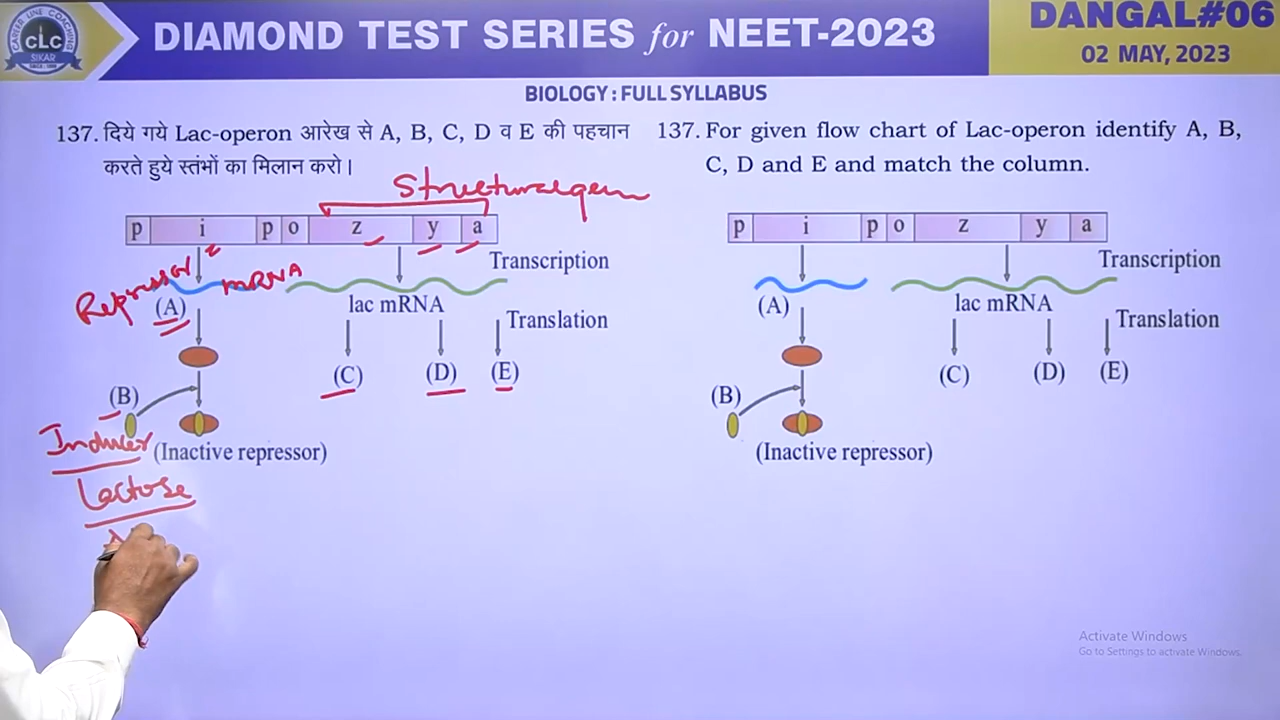 CAREER LINE COACHING
CLC
SIKAR
DIAMOND TEST SERIES for NEET-2023
DANGAL#06
02 MAY, 2023
BIOLOGY : FULL SYLLABUS
137. दिये गये Lac-operon आरेख से A, B, C, D व E की पहचान
करते हुये स्तंभों का मिलान करो।
Structural gen
p i p o z y a
Transcription
Repressor mRNA
(A)
lac mRNA
Translation
(C) (D) (E)
(B)
Inducer
(Inactive repressor)
Lactose
137. For given flow chart of Lac-operon identify A, B,
C, D and E and match the column.
p i p o z y a
Transcription
(A)
lac mRNA
Translation
(C) (D) (E)
(B)
(Inactive repressor)
Activate Windows
Go to Settings to activate Windows.